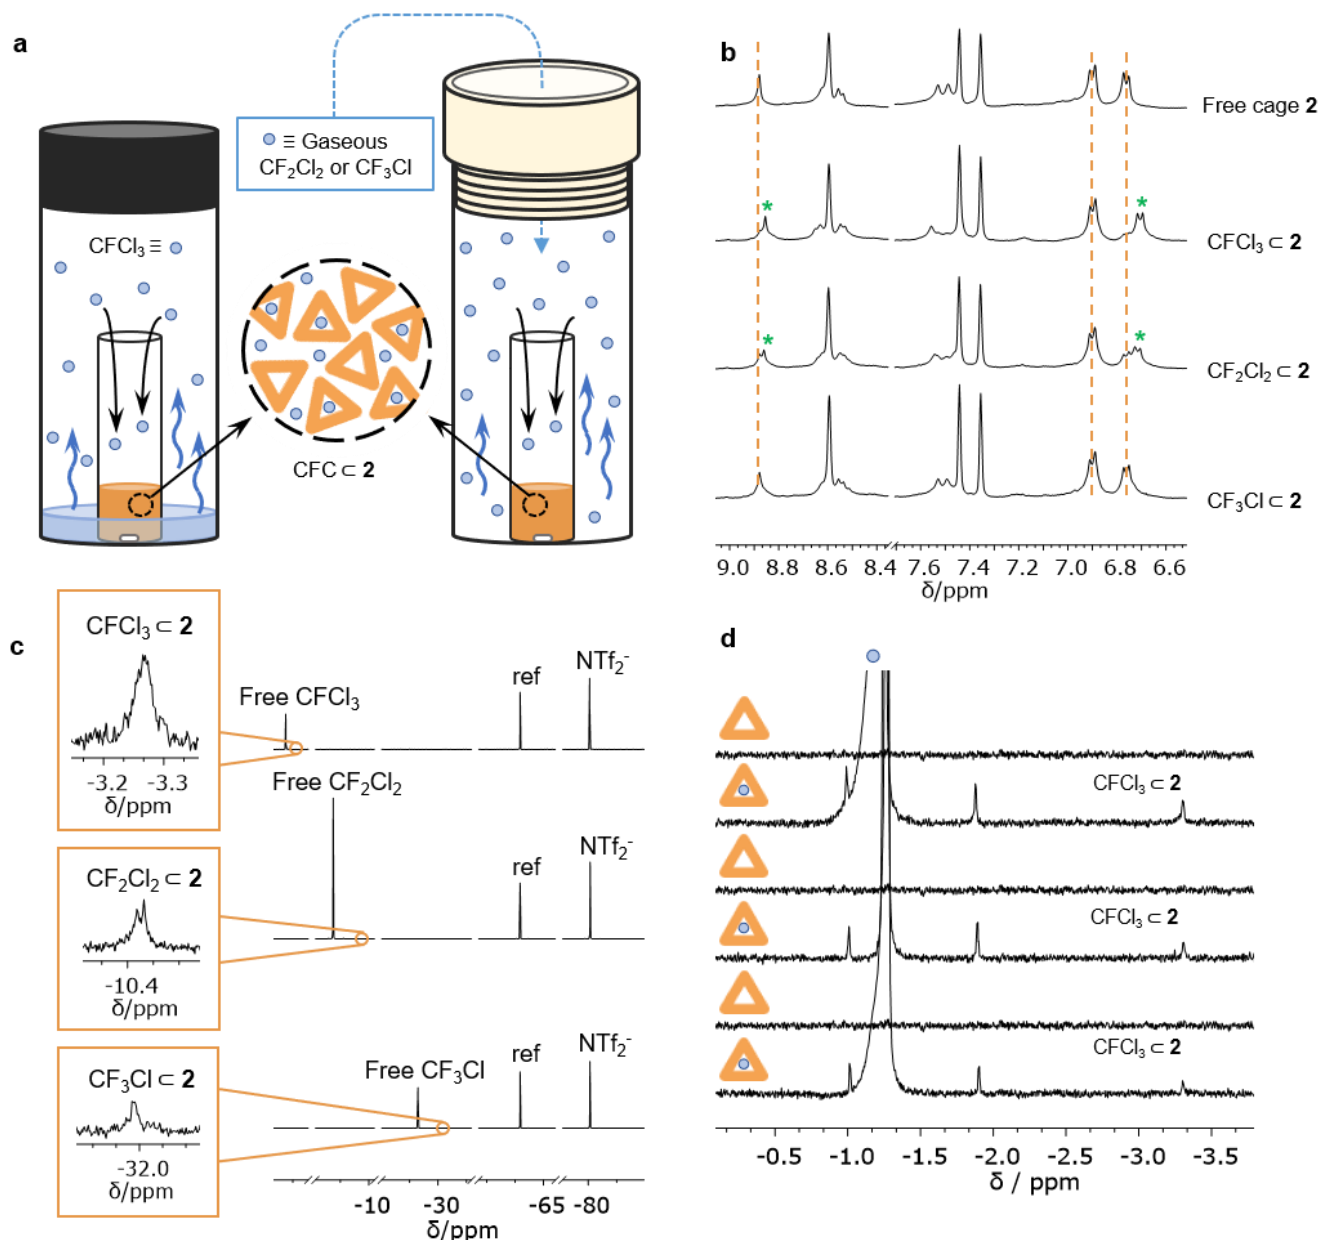 a
≡ Gaseous
CF₂Cl₂ or CF₃Cl
CFCl₃ ≡
CFC ⊂ 2
b
Free cage 2
*
*
CFCl₃ ⊂ 2
*
*
CF₂Cl₂ ⊂ 2
CF₃Cl ⊂ 2
9.0 8.8 8.6 8.4 7.6 7.4 7.2 7.0 6.8 6.6
δ/ppm
c
CFCl₃ ⊂ 2
-3.2 -3.3
δ/ppm
Free CFCl₃
ref
NTf₂⁻
CF₂Cl₂ ⊂ 2
-10.4
δ/ppm
Free CF₂Cl₂
ref
NTf₂⁻
CF₃Cl ⊂ 2
-32.0
δ/ppm
Free CF₃Cl
ref
NTf₂⁻
-10 -30 -65 -80
δ/ppm
d
CFCl₃ ⊂ 2
CFCl₃ ⊂ 2
CFCl₃ ⊂ 2
-0.5 -1.0 -1.5 -2.0 -2.5 -3.0 -3.5
δ / ppm